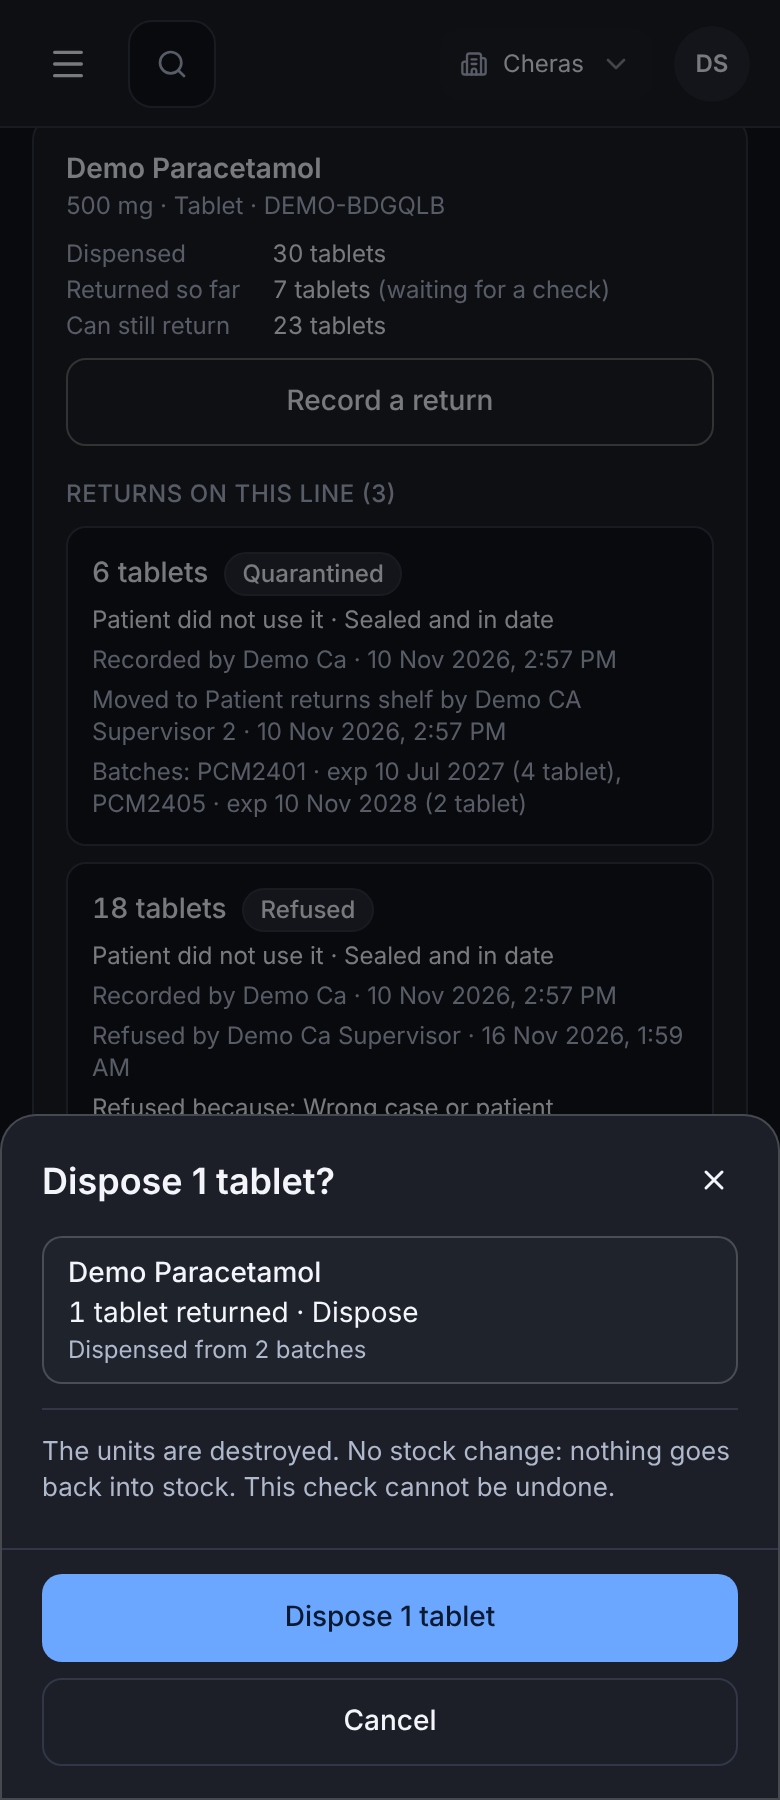 Cheras
DS
Demo Paracetamol
500 mg · Tablet · DEMO-BDGQLB
Dispensed 30 tablets
Returned so far 7 tablets (waiting for a check)
Can still return 23 tablets
Record a return
RETURNS ON THIS LINE (3)
6 tablets Quarantined
Patient did not use it · Sealed and in date
Recorded by Demo Ca · 10 Nov 2026, 2:57 PM
Moved to Patient returns shelf by Demo CA
Supervisor 2 · 10 Nov 2026, 2:57 PM
Batches: PCM2401 · exp 10 Jul 2027 (4 tablet),
PCM2405 · exp 10 Nov 2028 (2 tablet)
18 tablets Refused
Patient did not use it · Sealed and in date
Recorded by Demo Ca · 10 Nov 2026, 2:57 PM
Refused by Demo Ca Supervisor · 16 Nov 2026, 1:59
AM
Refused because: Wrong case or patient
Dispose 1 tablet?
Demo Paracetamol
1 tablet returned · Dispose
Dispensed from 2 batches
The units are destroyed. No stock change: nothing goes
back into stock. This check cannot be undone.
Dispose 1 tablet
Cancel